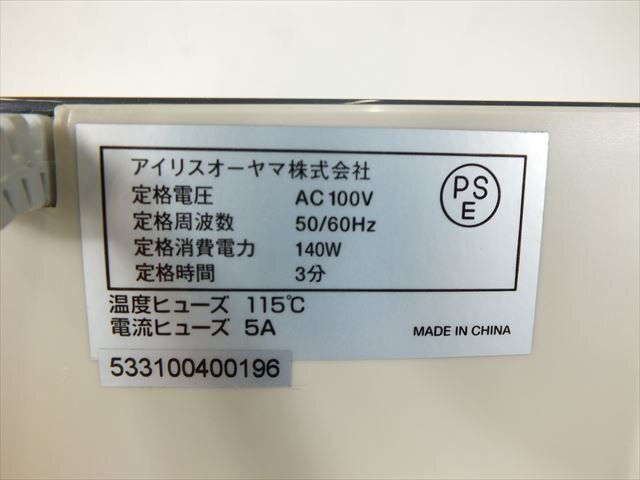 アイリスオーヤマ株式会社
定格電圧 AC100V
定格周波数 50/60Hz
定格消費電力 140W
定格時間 3分
PS
E
温度ヒューズ 115℃
電流ヒューズ 5A
MADE IN CHINA
533100400196